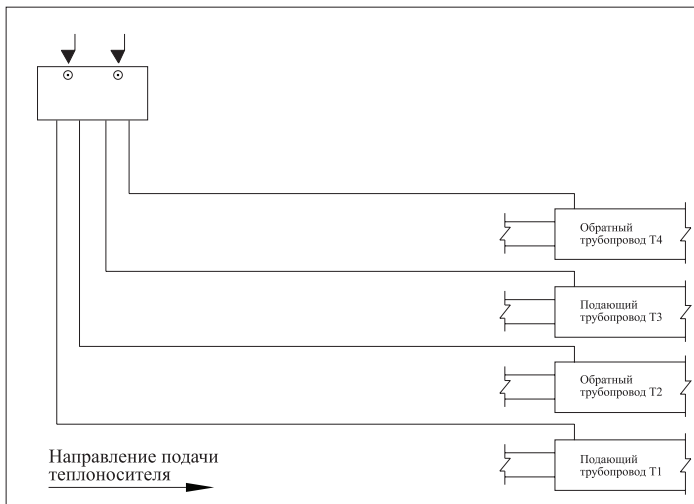 Обратный
трубопровод Т4
Подающий
трубопровод Т3
Обратный
трубопровод Т2
Подающий
трубопровод Т1
Направление подачи
теплоносителя